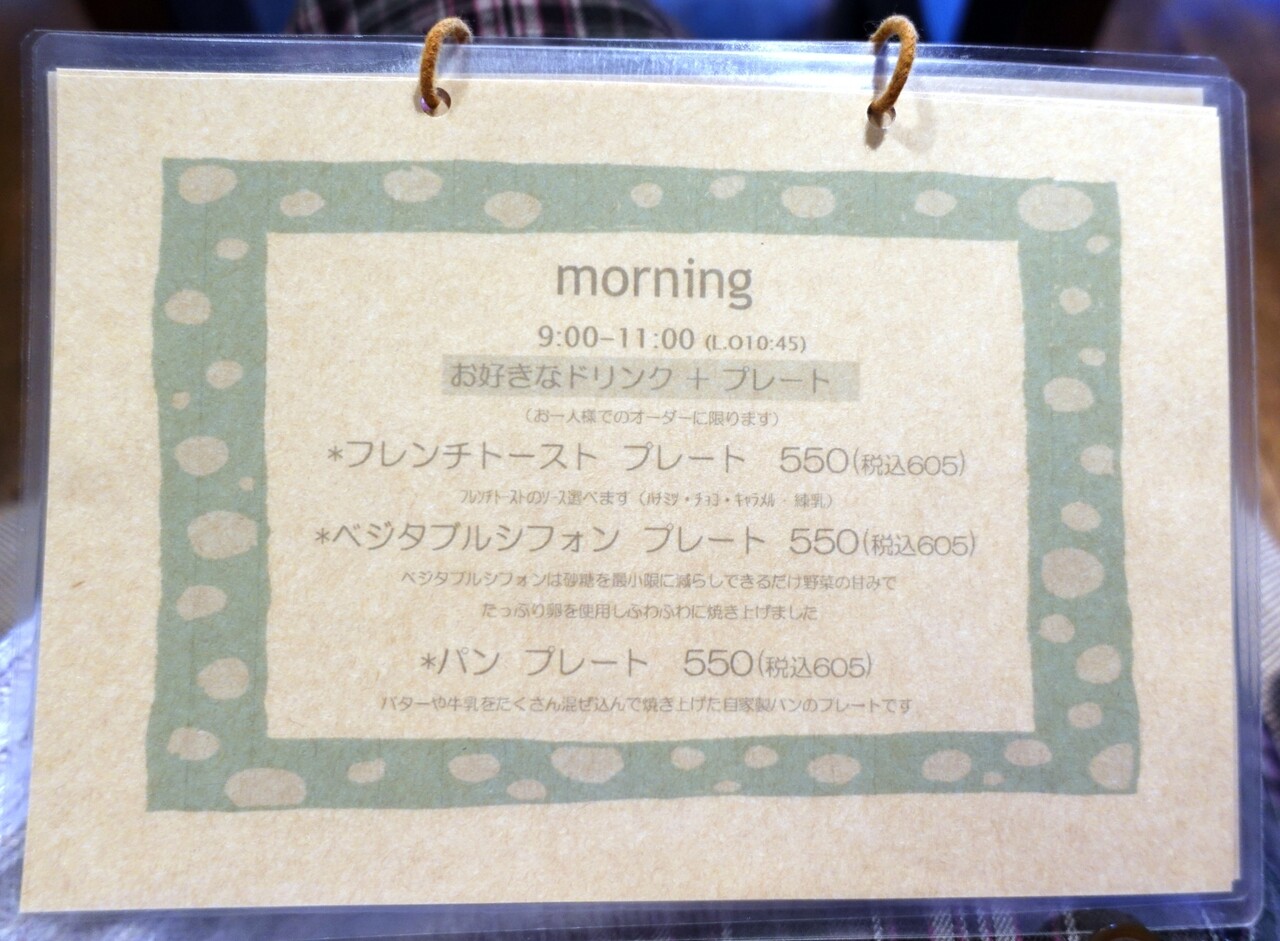 morning
9:00-11:00 (L.O10:45)
お好きなドリンク + プレート
(お一人様でのオーダーに限ります)
*フレンチトースト プレート 550(税込605)
ﾌﾚﾝﾁﾄｰｽﾄのｿｰｽ選べます (ﾊﾁﾐﾂ・ﾁｮｺ・ｷｬﾗﾒﾙ・練乳)
*ベジタブルシフォン プレート 550(税込605)
ベジタブルシフォンは砂糖を最小限に減らしできるだけ野菜の甘みで
たっぷり卵を使用しふわふわに焼き上げました
*パン プレート 550(税込605)
バターや牛乳をたくさん混ぜ込んで焼き上げた自家製パンのプレートです